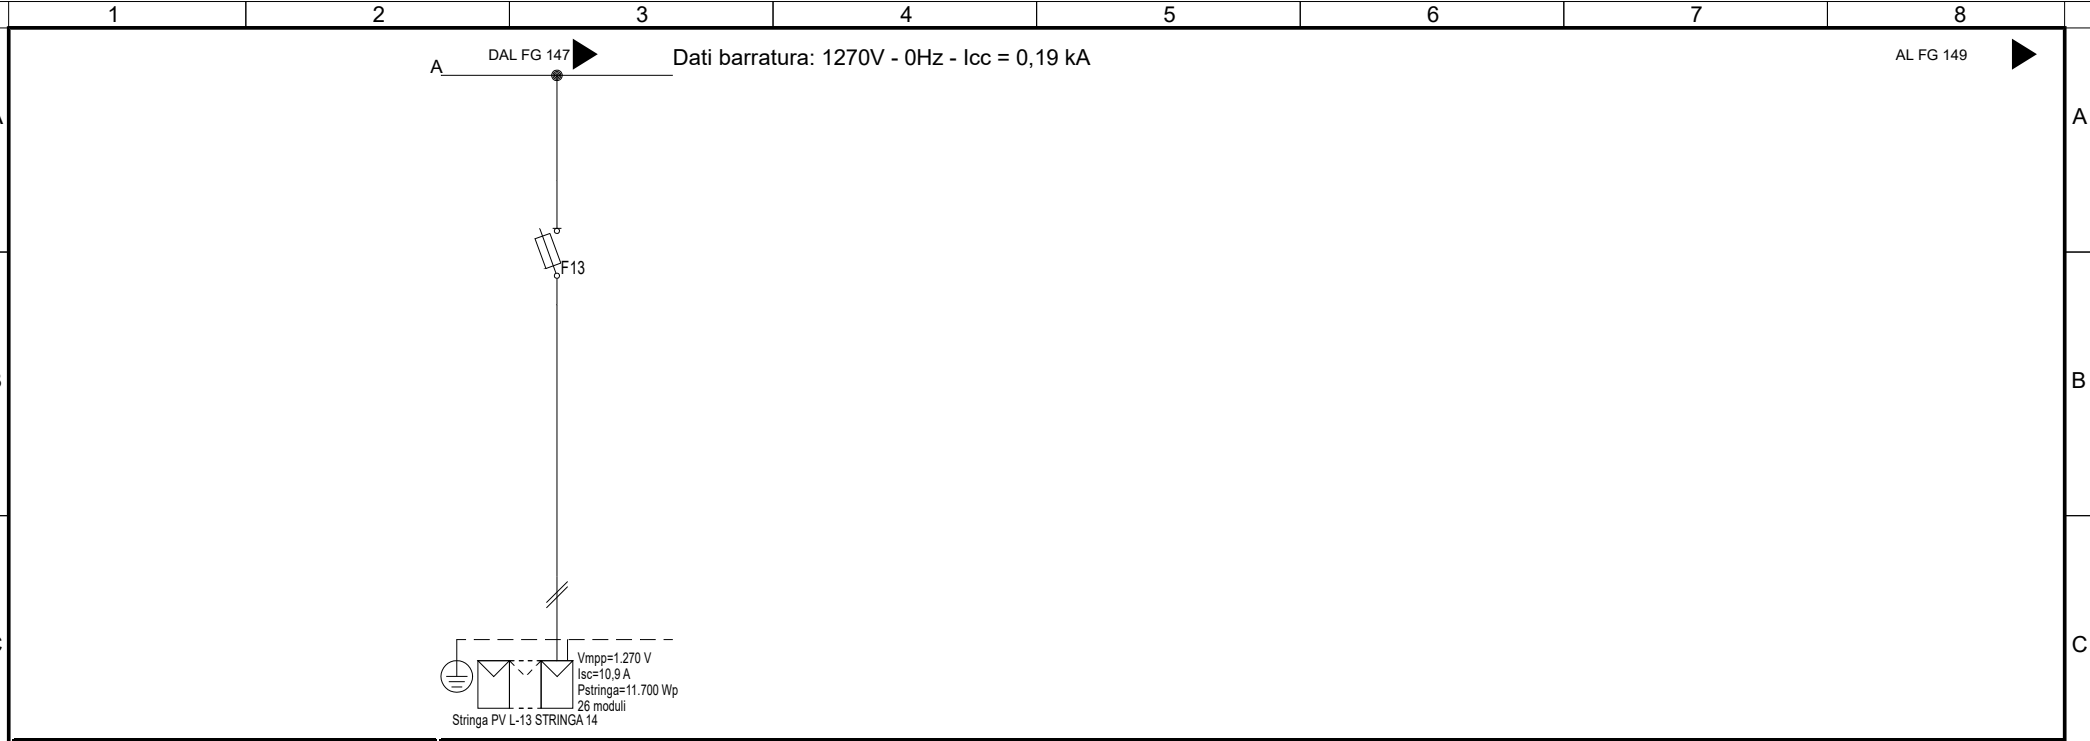 1 2 3 4 5 6 7 8
DAL FG 147
Dati barratura: 1270V - 0Hz - Icc = 0,19 kA
AL FG 149
A
A
F13
B
C
Vmpp=1.270 V
Isc=10,9 A
Pstringa=11.700 Wp
26 moduli
Stringa PV L-13 STRINGA 14